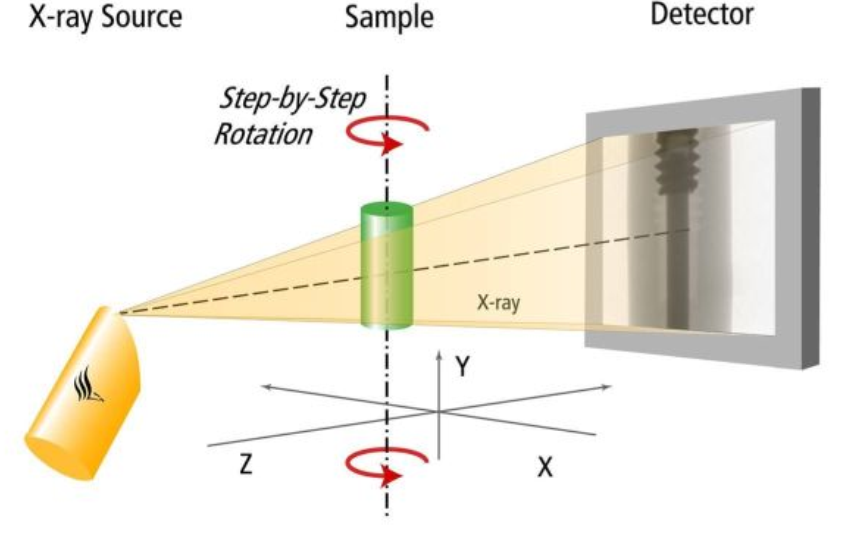 X-ray Source
Sample
Detector
Step-by-Step
Rotation
X-ray
Y
Z
X